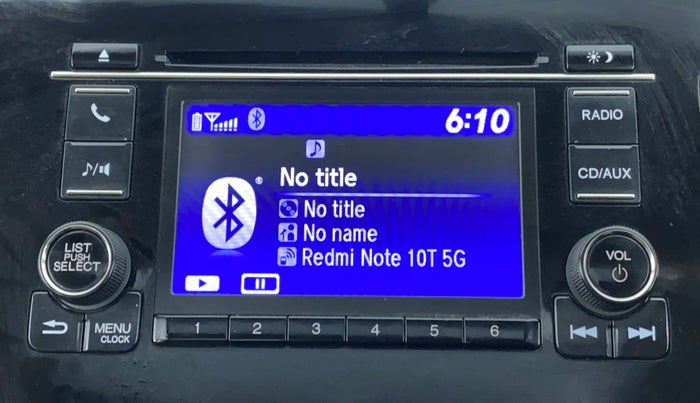 6:10
RADIO
No title
CD/AUX
No title
No name
LIST
PUSH
SELECT
VOL
Redmi Note 10T 5G
MENU
CLOCK
1 2 3 4 5 6